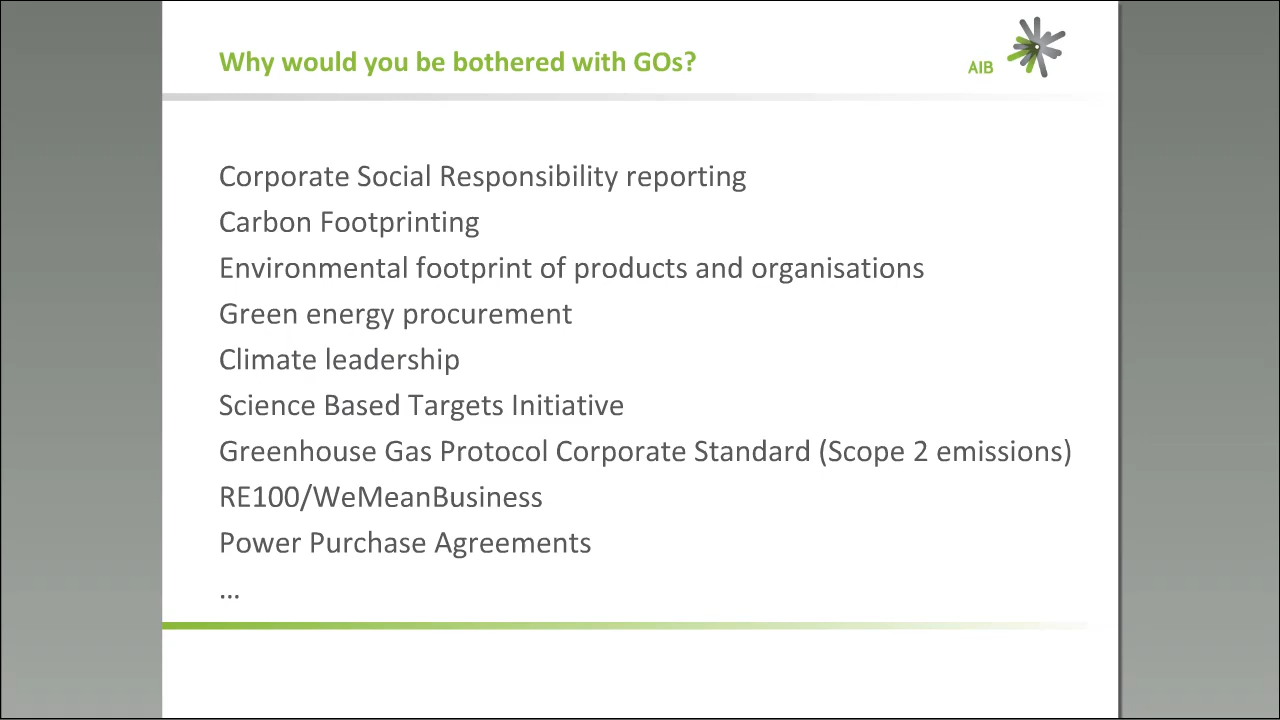 Why would you be bothered with GOs?
AIB
Corporate Social Responsibility reporting
Carbon Footprinting
Environmental footprint of products and organisations
Green energy procurement
Climate leadership
Science Based Targets Initiative
Greenhouse Gas Protocol Corporate Standard (Scope 2 emissions)
RE100/WeMeanBusiness
Power Purchase Agreements
…